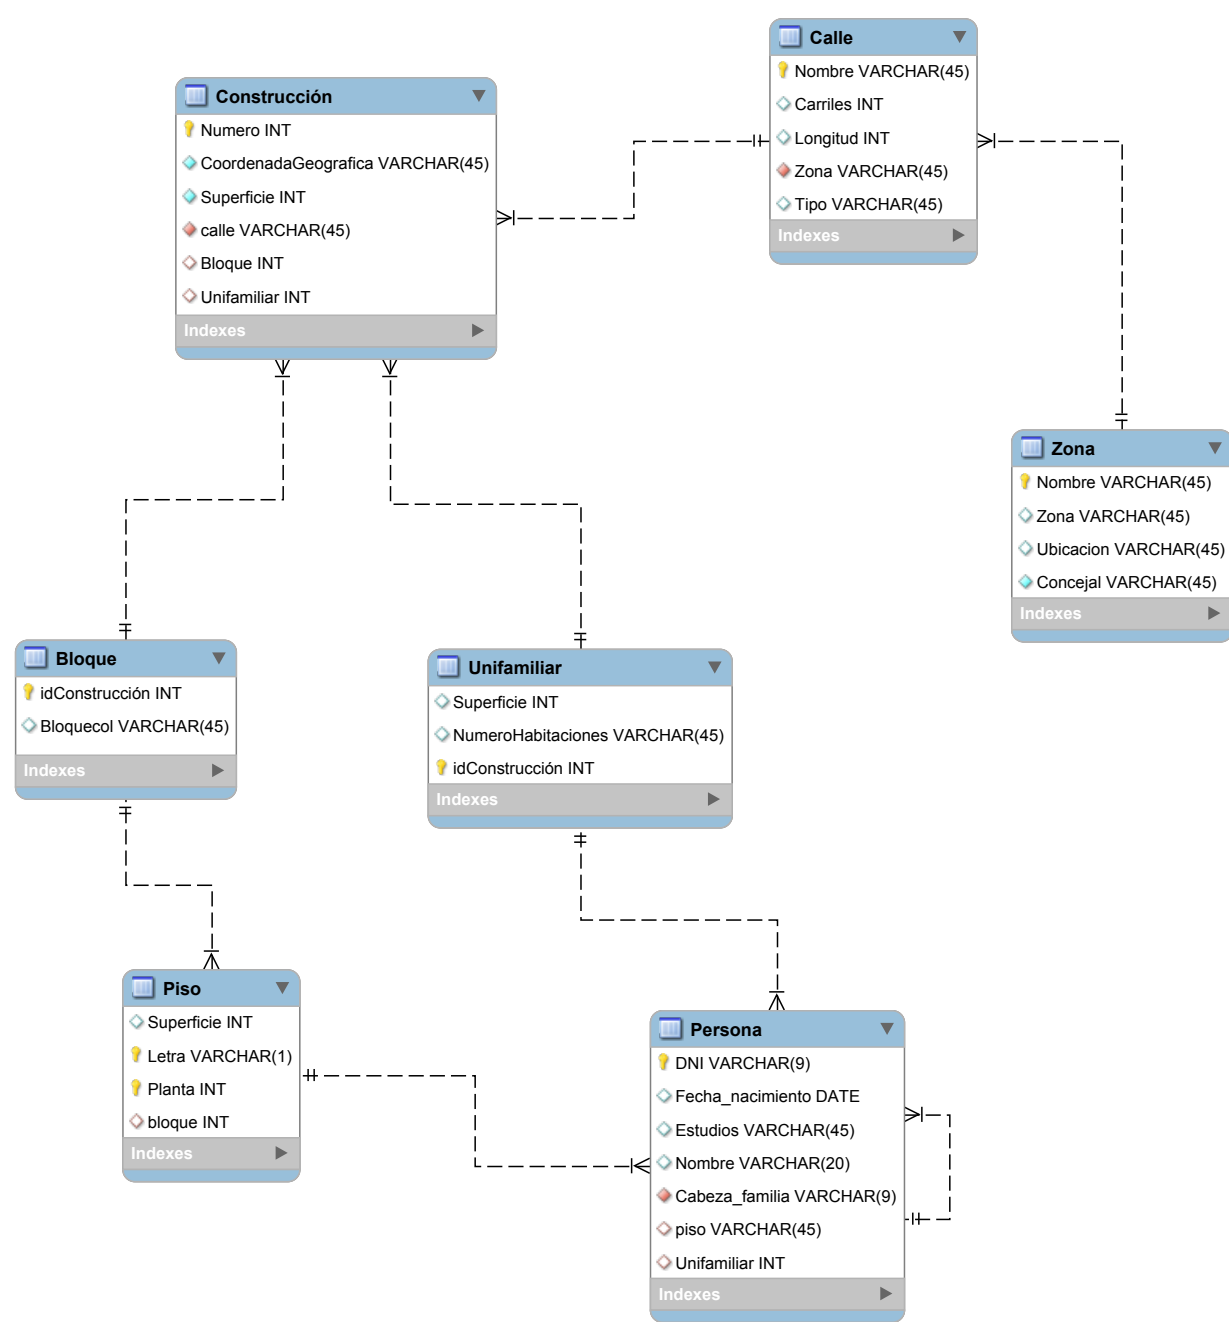 Calle
Nombre VARCHAR(45)
Carriles INT
Longitud INT
Zona VARCHAR(45)
Tipo VARCHAR(45)
Indexes
Construcción
Numero INT
CoordenadaGeografica VARCHAR(45)
Superficie INT
calle VARCHAR(45)
Bloque INT
Unifamiliar INT
Indexes
Zona
Nombre VARCHAR(45)
Zona VARCHAR(45)
Ubicacion VARCHAR(45)
Concejal VARCHAR(45)
Indexes
Bloque
idConstrucción INT
Bloquecol VARCHAR(45)
Indexes
Unifamiliar
Superficie INT
NumeroHabitaciones VARCHAR(45)
idConstrucción INT
Indexes
Piso
Superficie INT
Letra VARCHAR(1)
Planta INT
bloque INT
Indexes
Persona
DNI VARCHAR(9)
Fecha_nacimiento DATE
Estudios VARCHAR(45)
Nombre VARCHAR(20)
Cabeza_familia VARCHAR(9)
piso VARCHAR(45)
Unifamiliar INT
Indexes